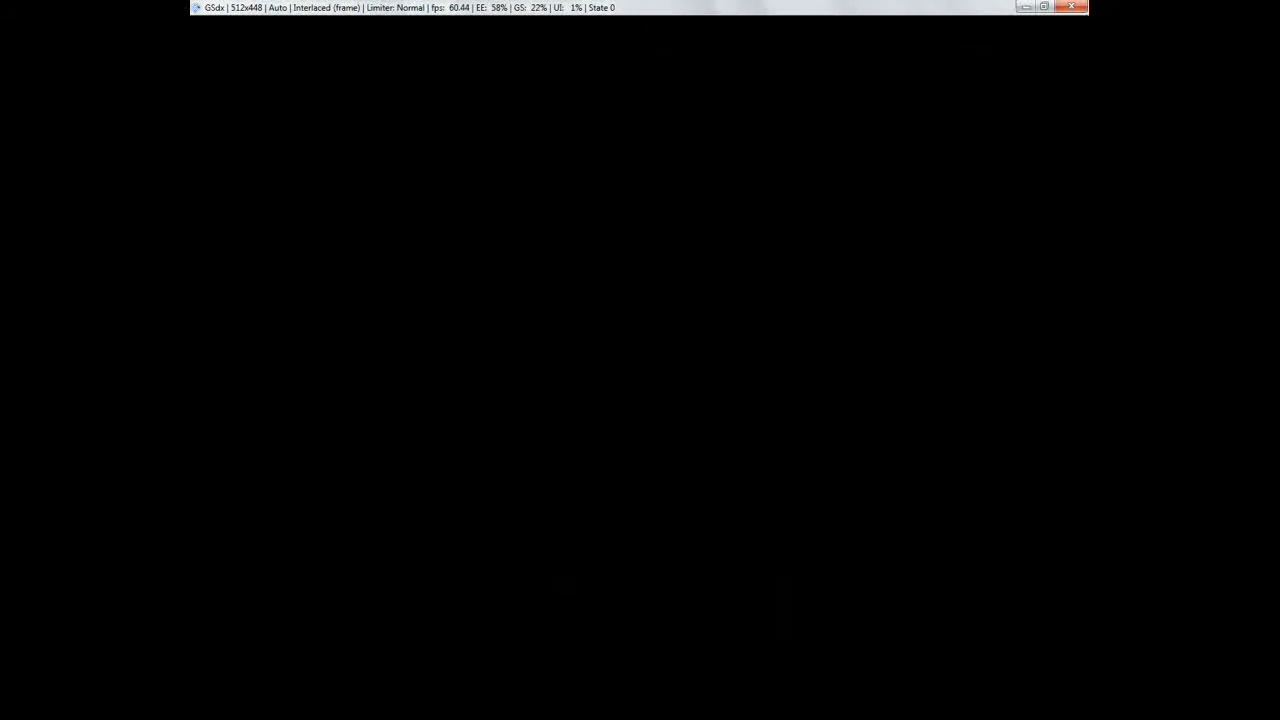 GSdx | 512x448 | Auto | Interlaced (frame) | Limiter: Normal | fps: 60.44 | EE: 58% | GS: 22% | UI: 1% | State 0